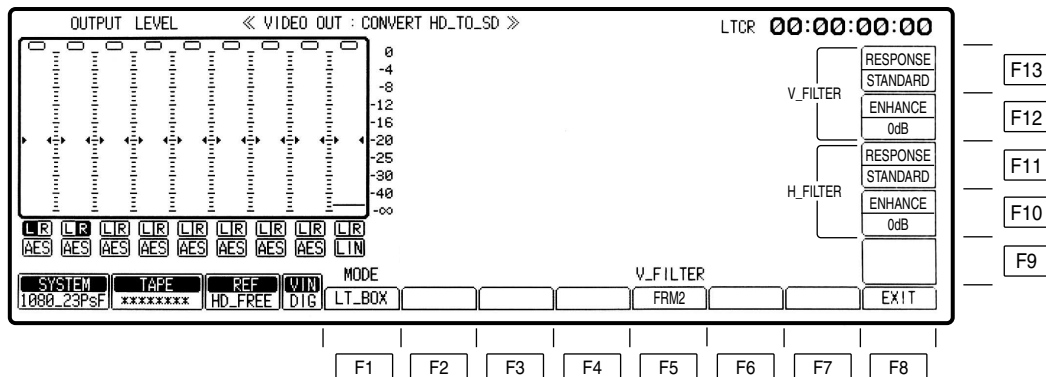 OUTPUT LEVEL
≪ VIDEO OUT : CONVERT HD_TO_SD ≫
LTCR 00:00:00:00
0
-4
-8
-12
-16
-20
-25
-30
-40
-∞
L R L R L R L R L R L R L R L R L R
AES AES AES AES AES AES AES AES LIN
V_FILTER
RESPONSE
STANDARD
F13
ENHANCE
0dB
F12
H_FILTER
RESPONSE
STANDARD
F11
ENHANCE
0dB
F10
F9
SYSTEM TAPE REF VIN
1080_23PsF ******** HD_FREE DIG
MODE V_FILTER
LT_BOX FRM2 EXIT
F1 F2 F3 F4 F5 F6 F7 F8